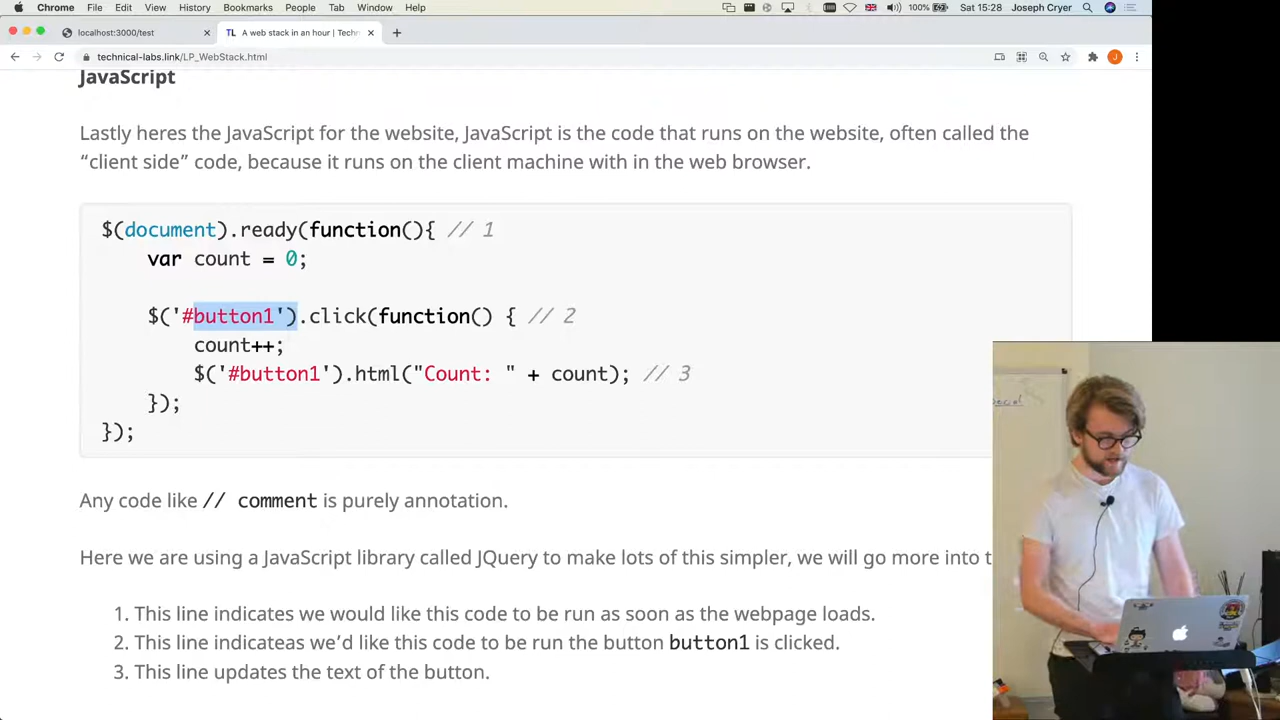 Chrome File Edit View History Bookmarks People Tab Window Help 100% Sat 15:28 Joseph Cryer
localhost:3000/test × TL A web stack in an hour | Techn × +
technical-labs.link/LP_WebStack.html J
JavaScript
Lastly heres the JavaScript for the website, JavaScript is the code that runs on the website, often called the
“client side” code, because it runs on the client machine with in the web browser.
$(document).ready(function(){ // 1
var count = 0;
$('#button1').click(function() { // 2
count++;
$('#button1').html("Count: " + count); // 3
});
});
Any code like // comment is purely annotation.
Here we are using a JavaScript library called JQuery to make lots of this simpler, we will go more into t
1. This line indicates we would like this code to be run as soon as the webpage loads.
2. This line indicateas we’d like this code to be run the button button1 is clicked.
3. This line updates the text of the button.